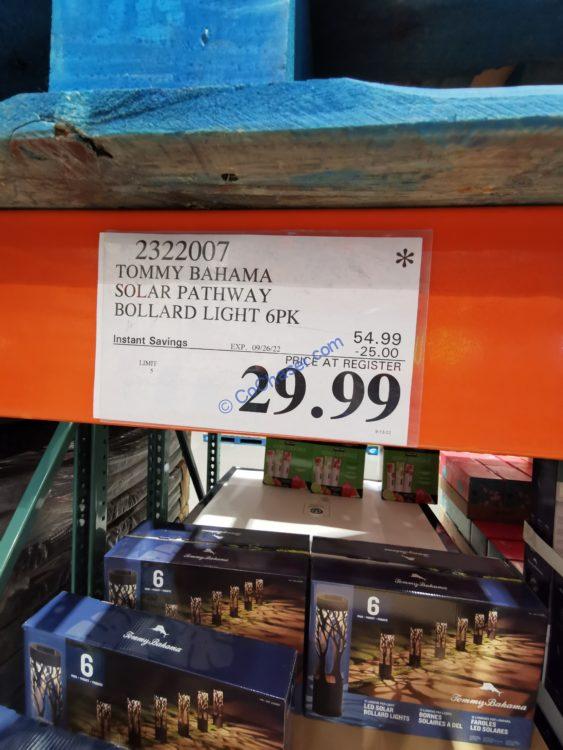 2322007 *
TOMMY BAHAMA
SOLAR PATHWAY
BOLLARD LIGHT 6PK
54.99
Instant Savings EXP. 09/26/22 -25.00
PRICE AT REGISTER
LIMIT
5
29.99
© CoChaser.com
6
Tommy Bahama
6
Tommy Bahama
6
Tommy Bahama
6
Tommy Bahama
LED SOLAR
BOLLARD LIGHTS
BORNES
SOLAIRES A DEL
FAROLES
LED SOLARES